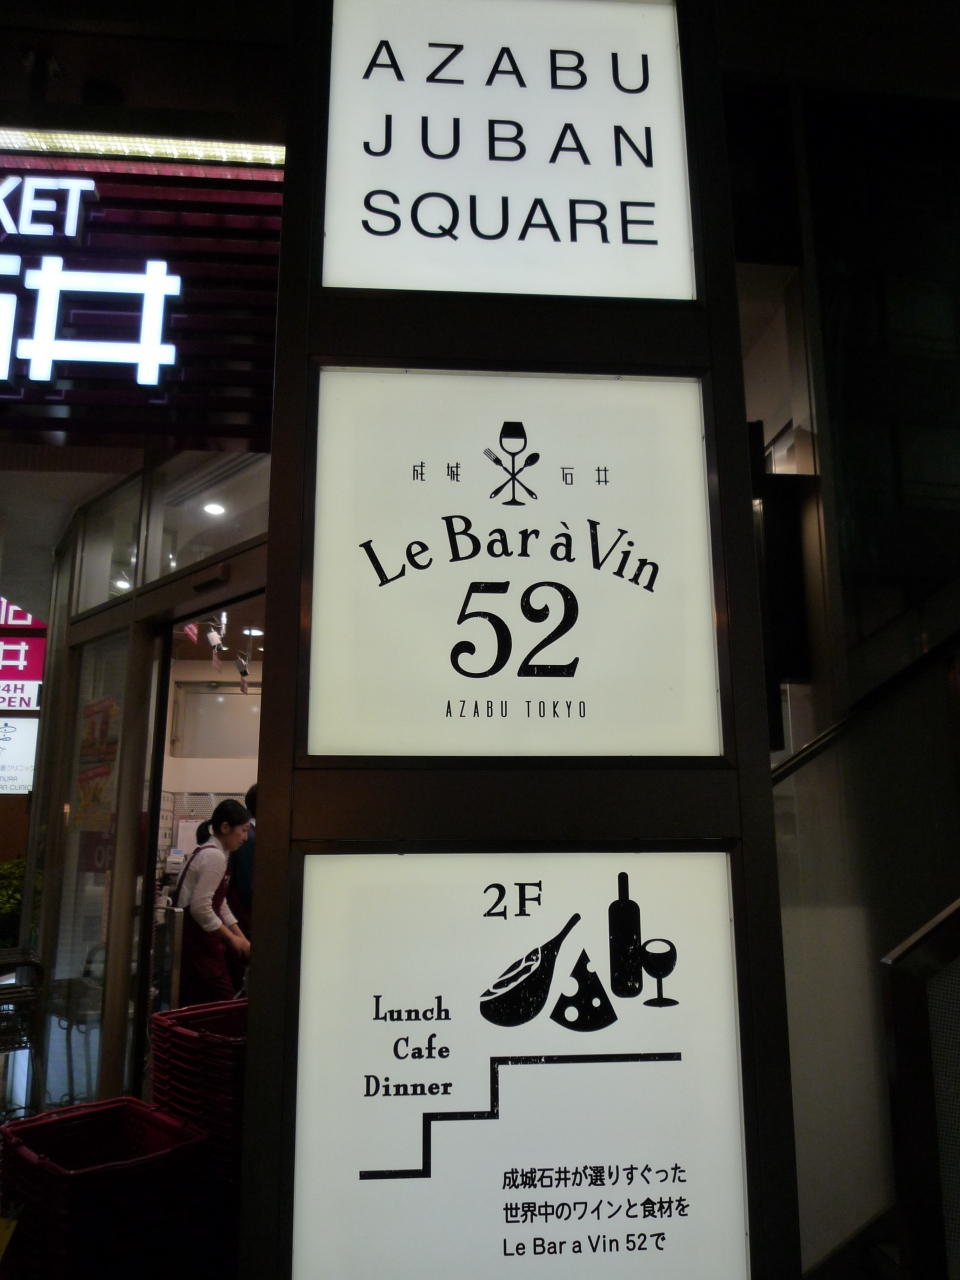 AZABU
JUBAN
SQUARE
KET
石井
成城 石井
Le Bar à Vin
52
AZABU TOKYO
24H
OPEN
2F
Lunch
Cafe
Dinner
成城石井が選りすぐった
世界中のワインと食材を
Le Bar a Vin 52で